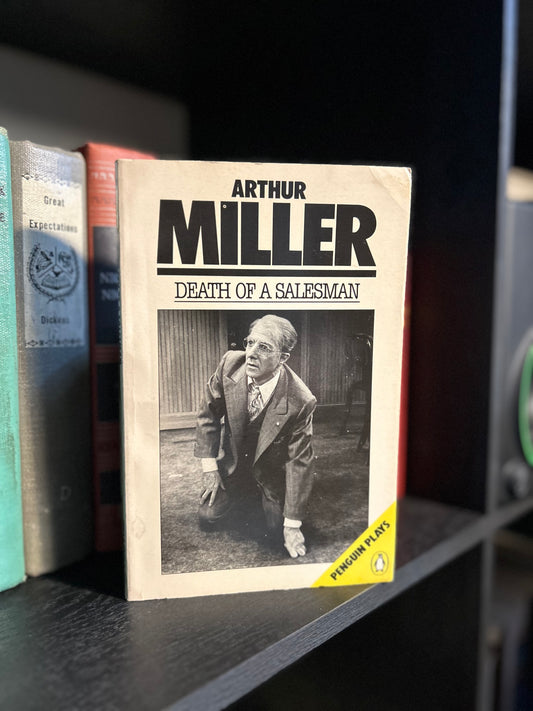 Great
Expectations
Dickens
ARTHUR
MILLER
DEATH OF A SALESMAN
PENGUIN PLAYS